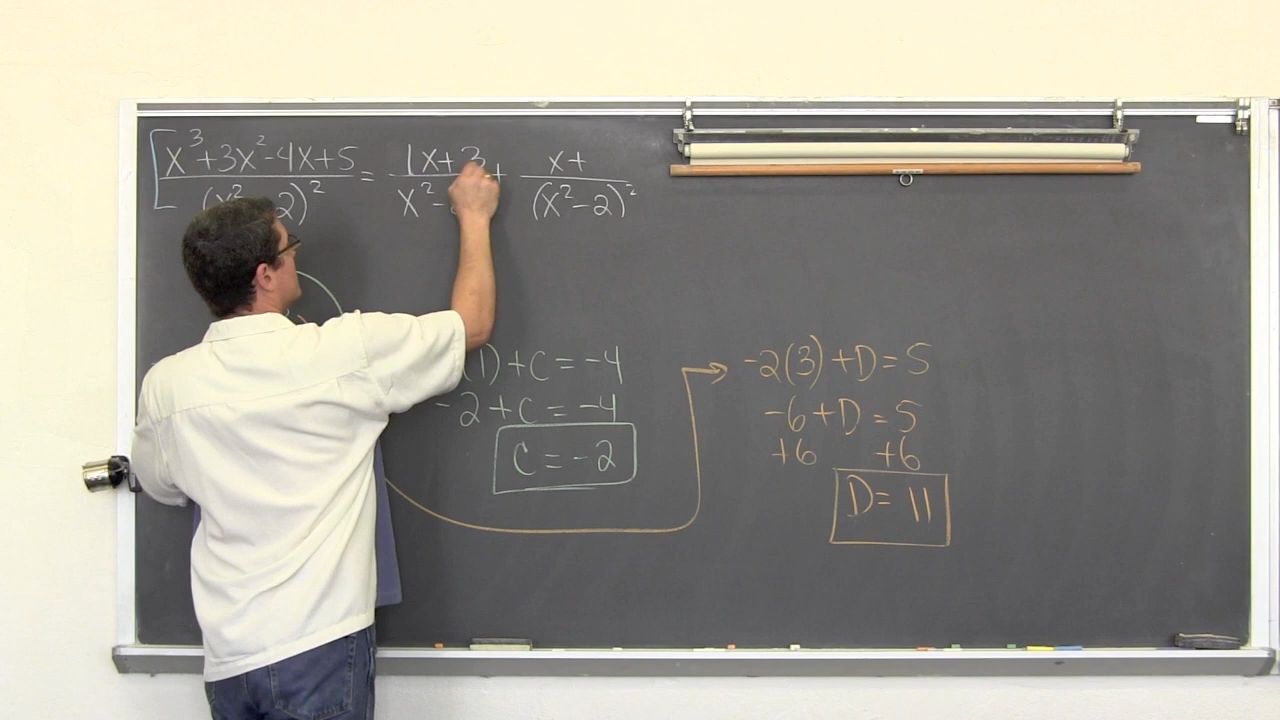 x³+3x²-4x+5 = 1x+3 + x+
(x² 2)² x²- (x²-2)²
1)+C=-4
-2+C=-4
C=-2
-2(3)+D=5
-6+D=5
+6 +6
D=11